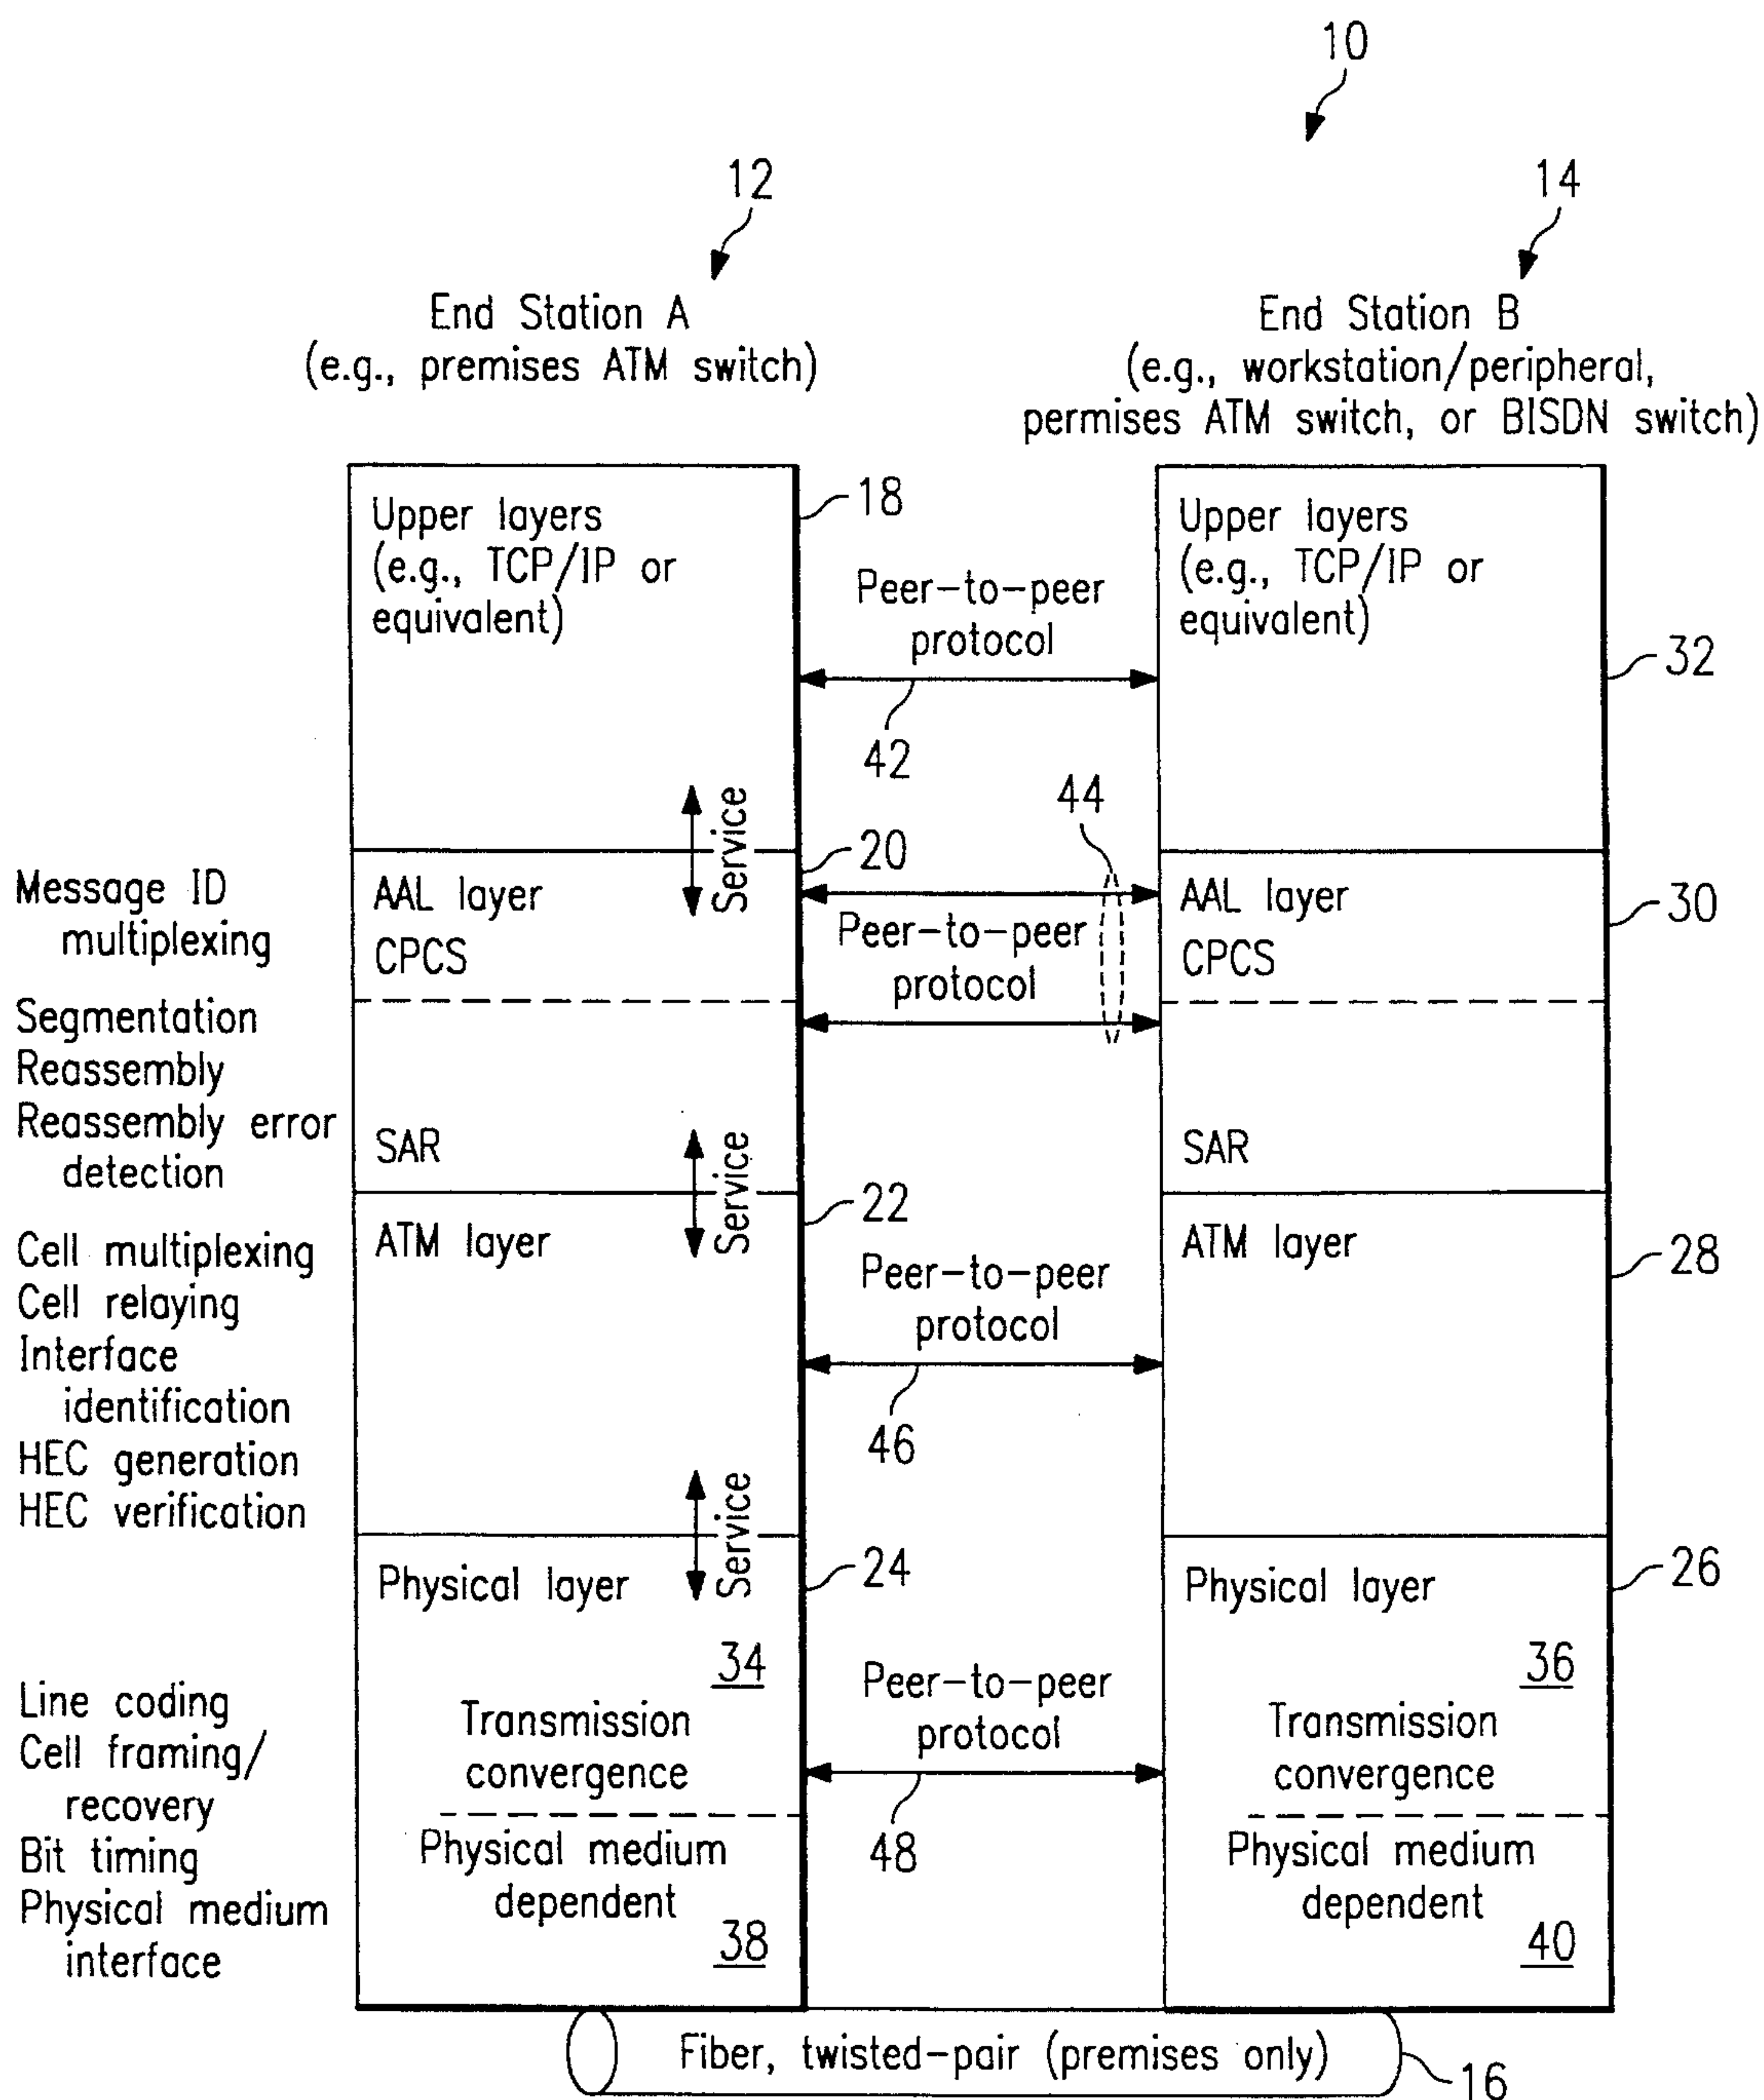 10
12
14
End Station A
(e.g., premises ATM switch)
End Station B
(e.g., workstation/peripheral,
permises ATM switch, or BISDN switch)
Upper layers
(e.g., TCP/IP or
equivalent)
18
Peer-to-peer
protocol
42
Upper layers
(e.g., TCP/IP or
equivalent)
32
Service
44
Message ID
multiplexing
AAL layer
CPCS
20
Peer-to-peer
protocol
AAL layer
CPCS
30
Segmentation
Reassembly
Reassembly error
detection
SAR
Service
SAR
Cell multiplexing
Cell relaying
Interface
identification
HEC generation
HEC verification
ATM layer
22
Peer-to-peer
protocol
46
ATM layer
28
Service
Physical layer
24
Physical layer
26
Line coding
Cell framing/
recovery
Bit timing
Physical medium
interface
34
Transmission
convergence
Physical medium
dependent
38
Peer-to-peer
protocol
48
36
Transmission
convergence
Physical medium
dependent
40
Fiber, twisted-pair (premises only)
16